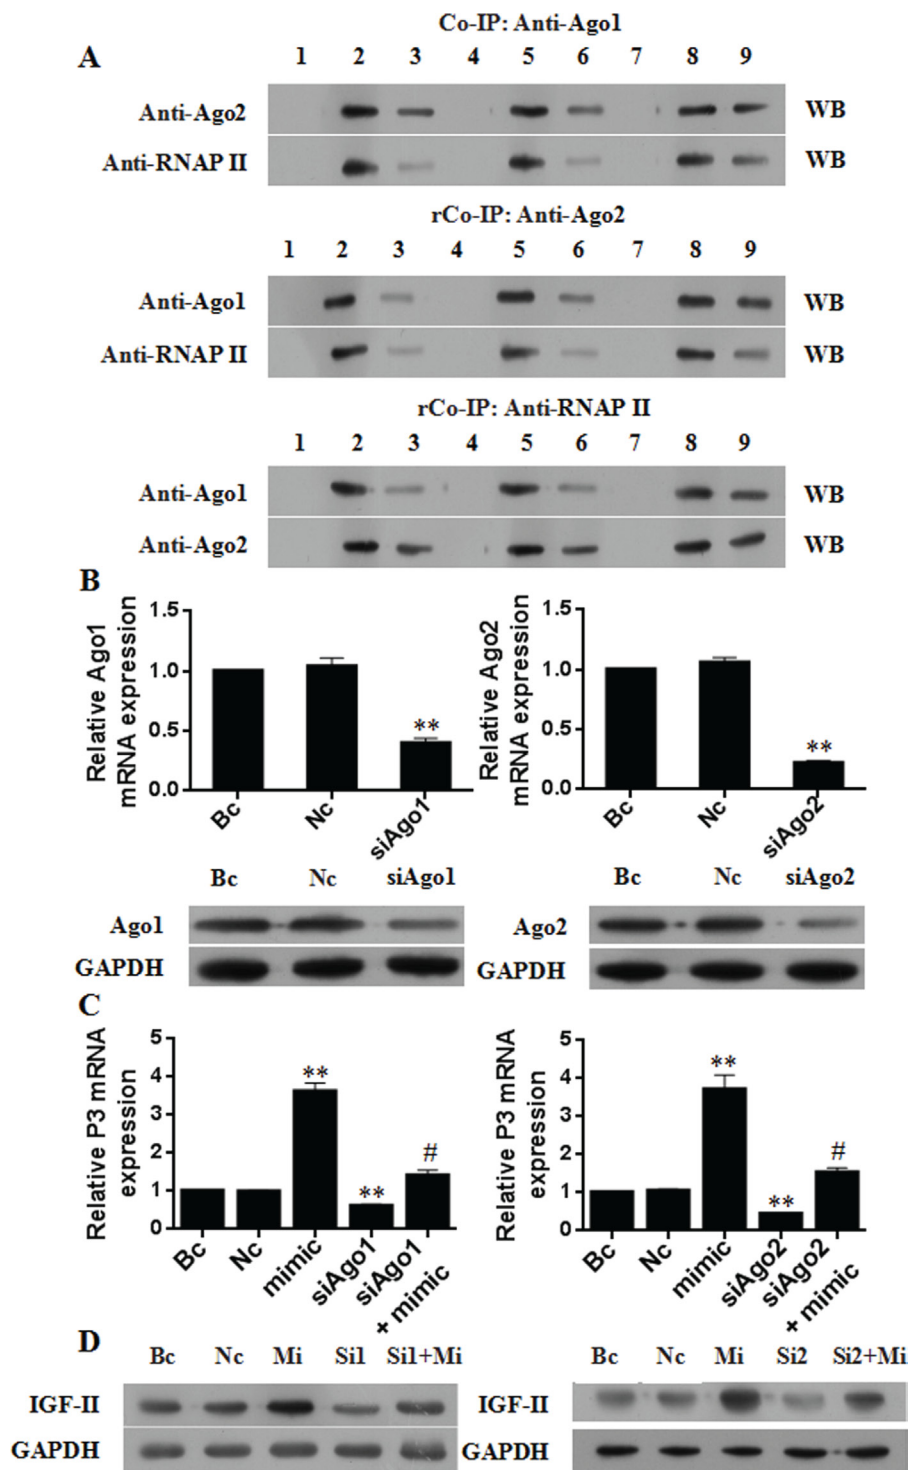 Co-IP: Anti-Ago1
A 1 2 3 4 5 6 7 8 9
Anti-Ago2 WB
Anti-RNAP II WB
rCo-IP: Anti-Ago2
1 2 3 4 5 6 7 8 9
Anti-Ago1 WB
Anti-RNAP II WB
rCo-IP: Anti-RNAP II
1 2 3 4 5 6 7 8 9
Anti-Ago1 WB
Anti-Ago2 WB
B
Relative Ago1
mRNA expression
1.5
1.0
0.5
0.0
**
Bc Nc siAgo1
Relative Ago2
mRNA expression
1.5
1.0
0.5
0.0
**
Bc Nc siAgo2
Bc Nc siAgo1
Ago1
GAPDH
Bc Nc siAgo2
Ago2
GAPDH
C
Relative P3 mRNA
expression
5
4
3
2
1
0
** ** #
Bc Nc mimic siAgo1 siAgo1
+ mimic
Relative P3 mRNA
expression
5
4
3
2
1
0
** ** #
Bc Nc mimic siAgo2 siAgo2
+ mimic
D
Bc Nc Mi Si1 Si1+Mi
IGF-II
GAPDH
Bc Nc Mi Si2 Si2+Mi
IGF-II
GAPDH